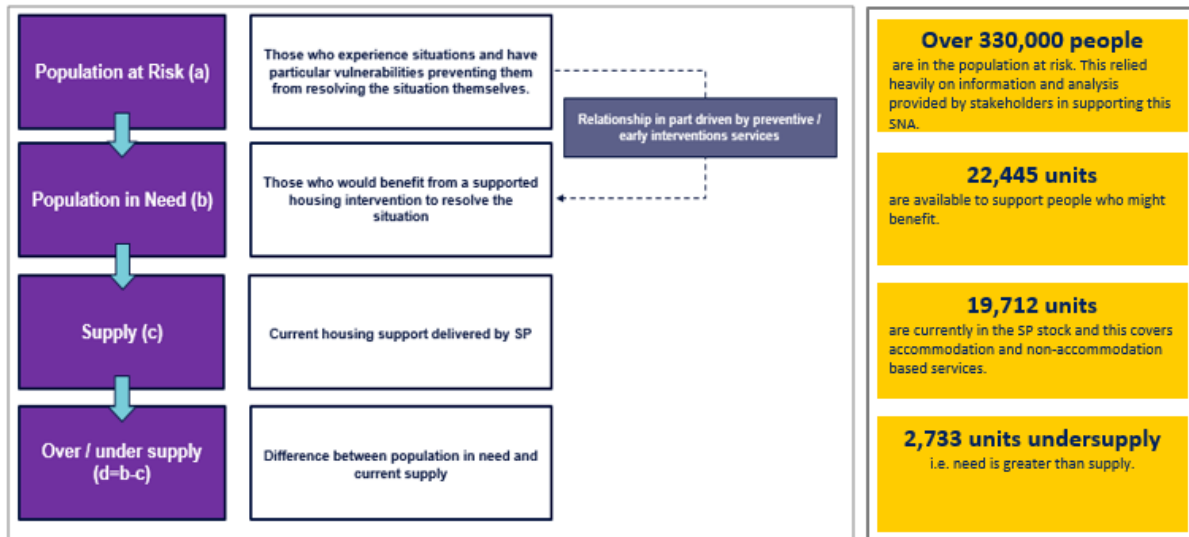 Population at Risk (a)
Those who experience situations and have
particular vulnerabilities preventing them
from resolving the situation themselves.
Relationship in part driven by preventive /
early interventions services
Population in Need (b)
Those who would benefit from a supported
housing intervention to resolve the
situation
Supply (c)
Current housing support delivered by SP
Over / under supply
(d=b-c)
Difference between population in need and
current supply
Over 330,000 people
are in the population at risk. This relied
heavily on information and analysis
provided by stakeholders in supporting this
SNA.
22,445 units
are available to support people who might
benefit.
19,712 units
are currently in the SP stock and this covers
accommodation and non-accommodation
based services.
2,733 units undersupply
i.e. need is greater than supply.